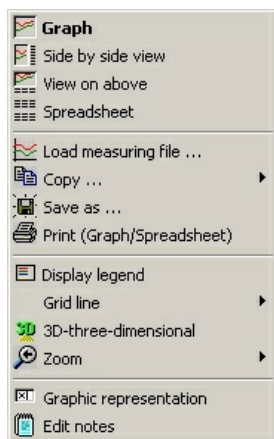 Graph
Side by side view
View on above
Spreadsheet
Load measuring file ...
Copy ...
Save as ...
Print (Graph/Spreadsheet)
Display legend
Grid line
3D 3D-three-dimensional
Zoom
Graphic representation
Edit notes